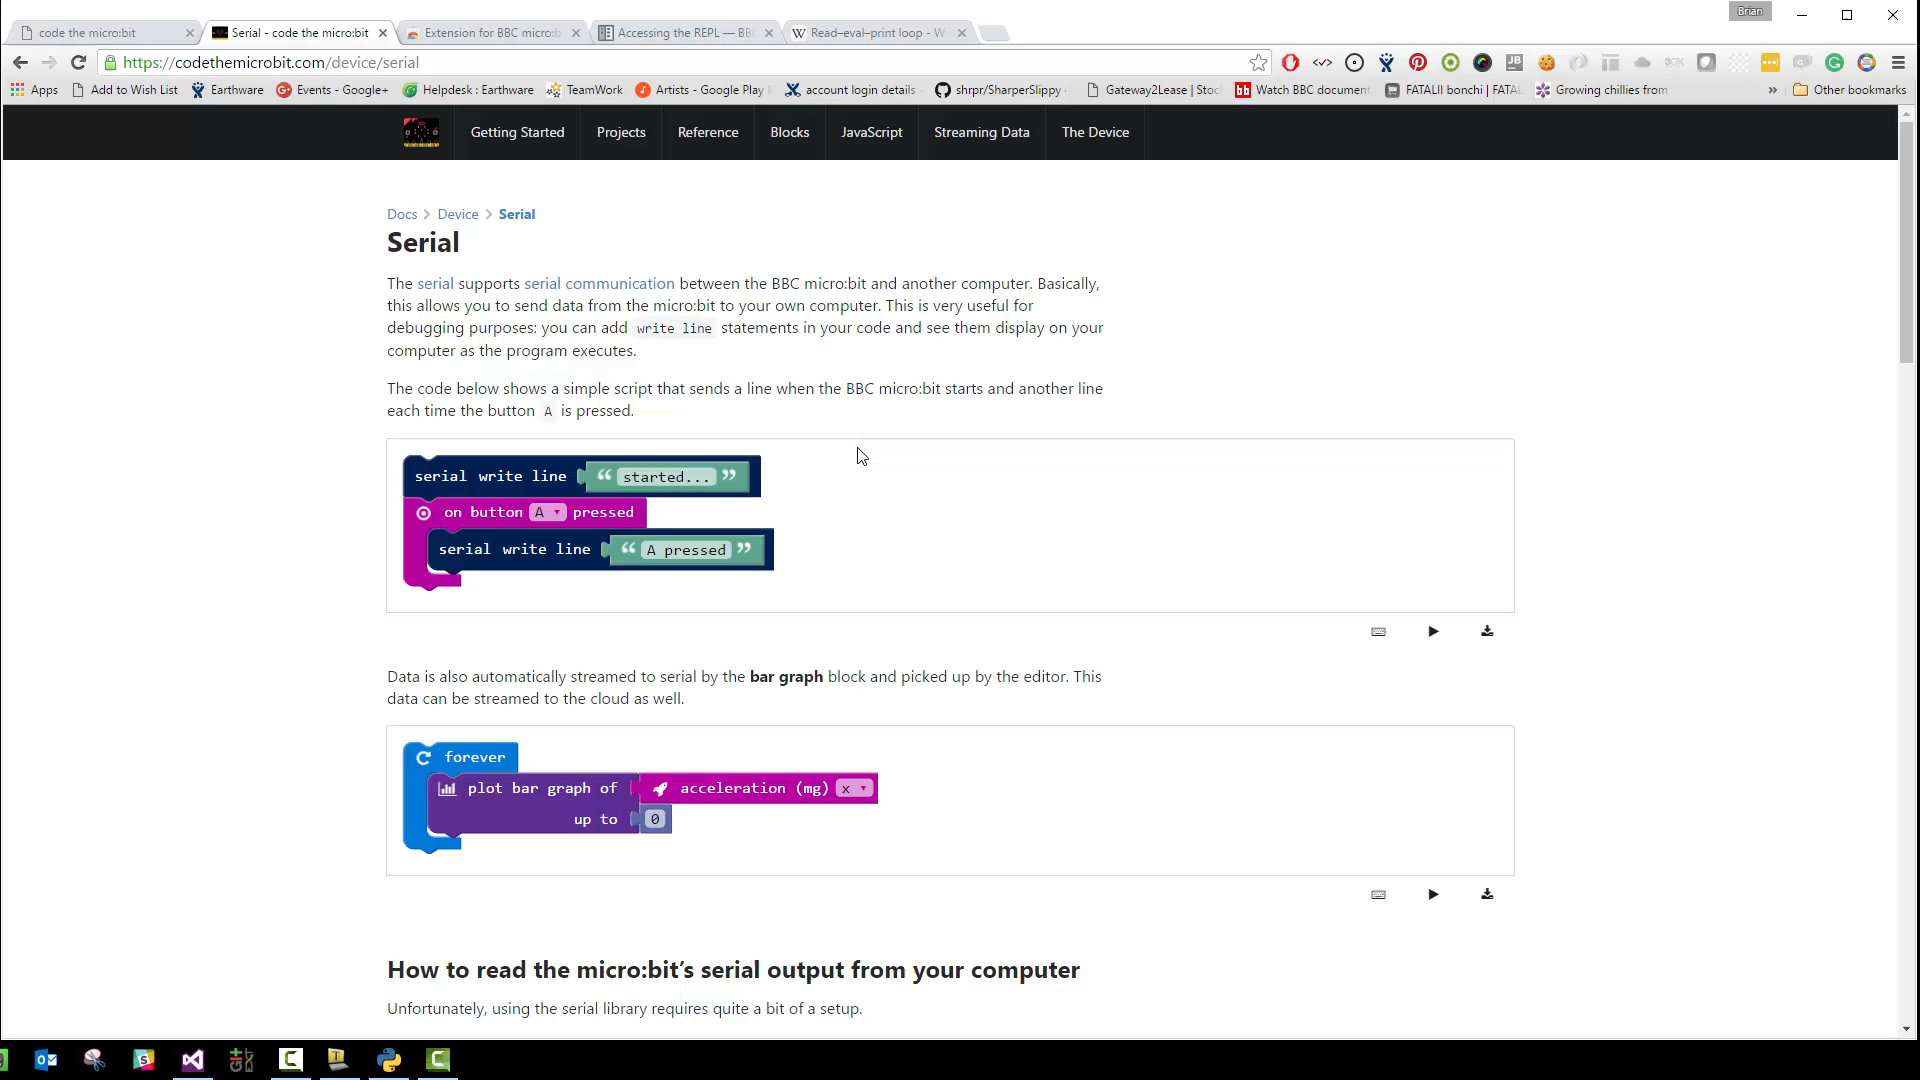 Brian
code the micro:bit
Serial - code the micro:bit
Extension for BBC micro:b
Accessing the REPL — BB
Read–eval–print loop - W
https://codethemicrobit.com/device/serial
Apps
Add to Wish List
Earthware
Events - Google+
Helpdesk : Earthware
TeamWork
Artists - Google Play
account login details
shrpr/SharperSlippy
Gateway2Lease | Stoc
Watch BBC document
FATALII bonchi | FATAL
Growing chillies from
»
Other bookmarks
Getting Started
Projects
Reference
Blocks
JavaScript
Streaming Data
The Device
Docs > Device > Serial
Serial
The serial supports serial communication between the BBC micro:bit and another computer. Basically,
this allows you to send data from the micro:bit to your own computer. This is very useful for
debugging purposes: you can add write line statements in your code and see them display on your
computer as the program executes.
The code below shows a simple script that sends a line when the BBC micro:bit starts and another line
each time the button A is pressed.
serial write line “ started... ”
on button A pressed
serial write line “ A pressed ”
Data is also automatically streamed to serial by the bar graph block and picked up by the editor. This
data can be streamed to the cloud as well.
forever
plot bar graph of acceleration (mg) x
up to 0
How to read the micro:bit’s serial output from your computer
Unfortunately, using the serial library requires quite a bit of a setup.